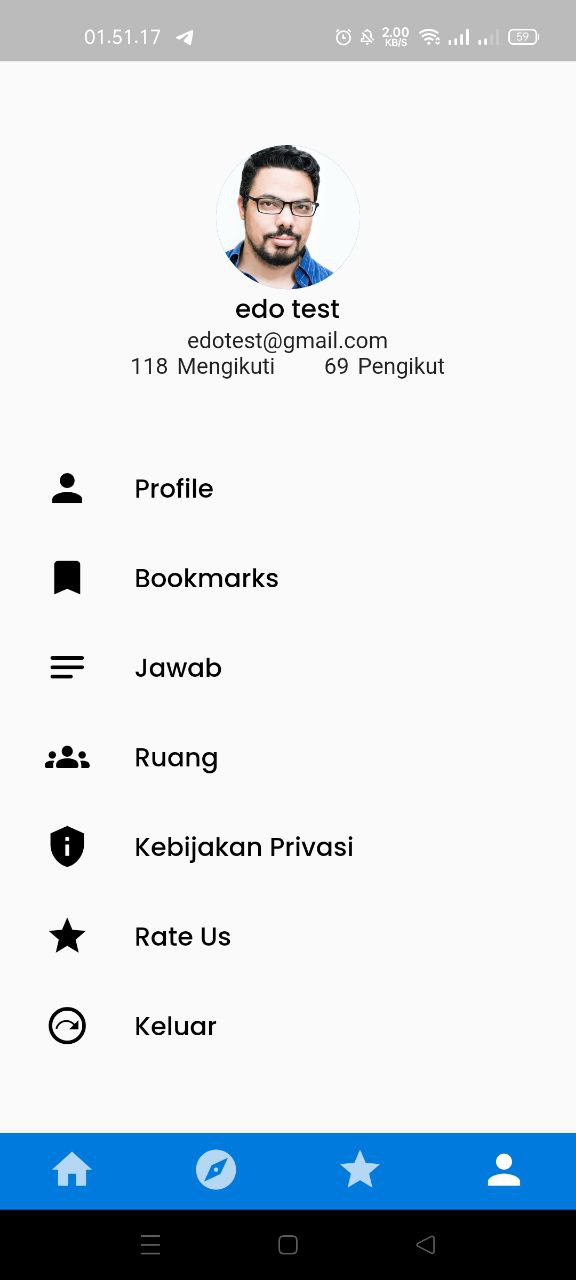 01.51.17 2.00 59
KB/S
edo test
edotest@gmail.com
118 Mengikuti 69 Pengikut
Profile
Bookmarks
Jawab
Ruang
Kebijakan Privasi
Rate Us
Keluar